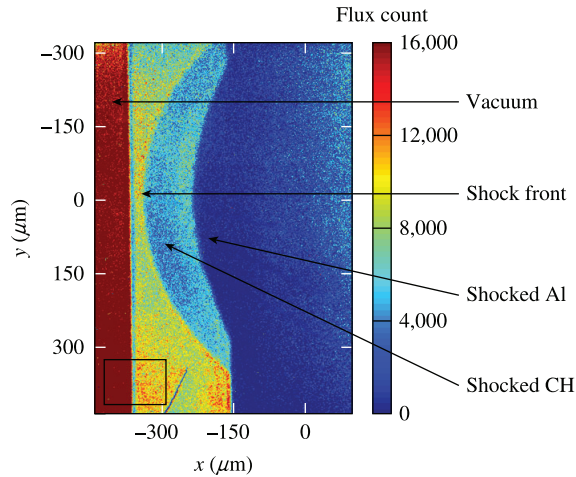 Flux count
−300
−150
0
150
300
y (μm)
−300
−150
0
x (μm)
16,000
12,000
8,000
4,000
0
Vacuum
Shock front
Shocked Al
Shocked CH